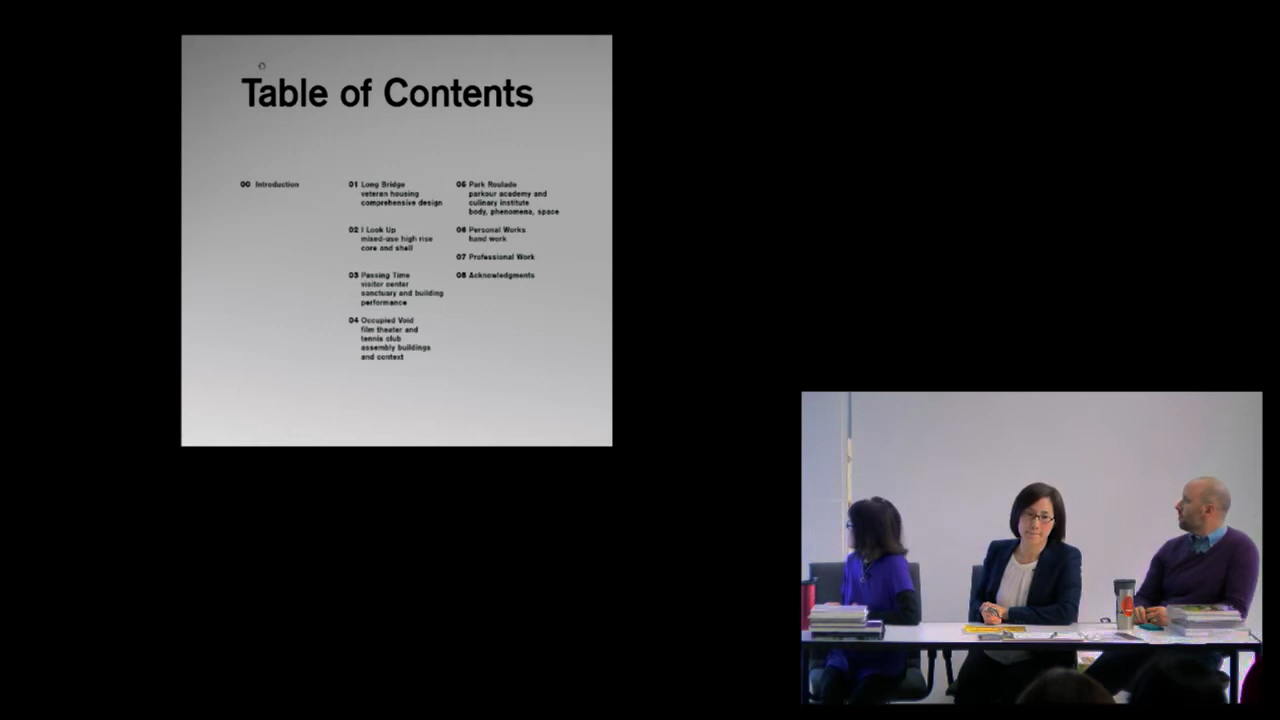 Table of Contents
00 Introduction
01 Long Bridge
veteran housing
comprehensive design
02 I Look Up
mixed-use high rise
core and shell
03 Passing Time
visitor center
sanctuary and building
performance
04 Occupied Void
film theater and
tennis club
assembly buildings
and context
05 Park Roulade
parkour academy and
culinary institute
body, phenomena, space
06 Personal Works
hand work
07 Professional Work
08 Acknowledgments